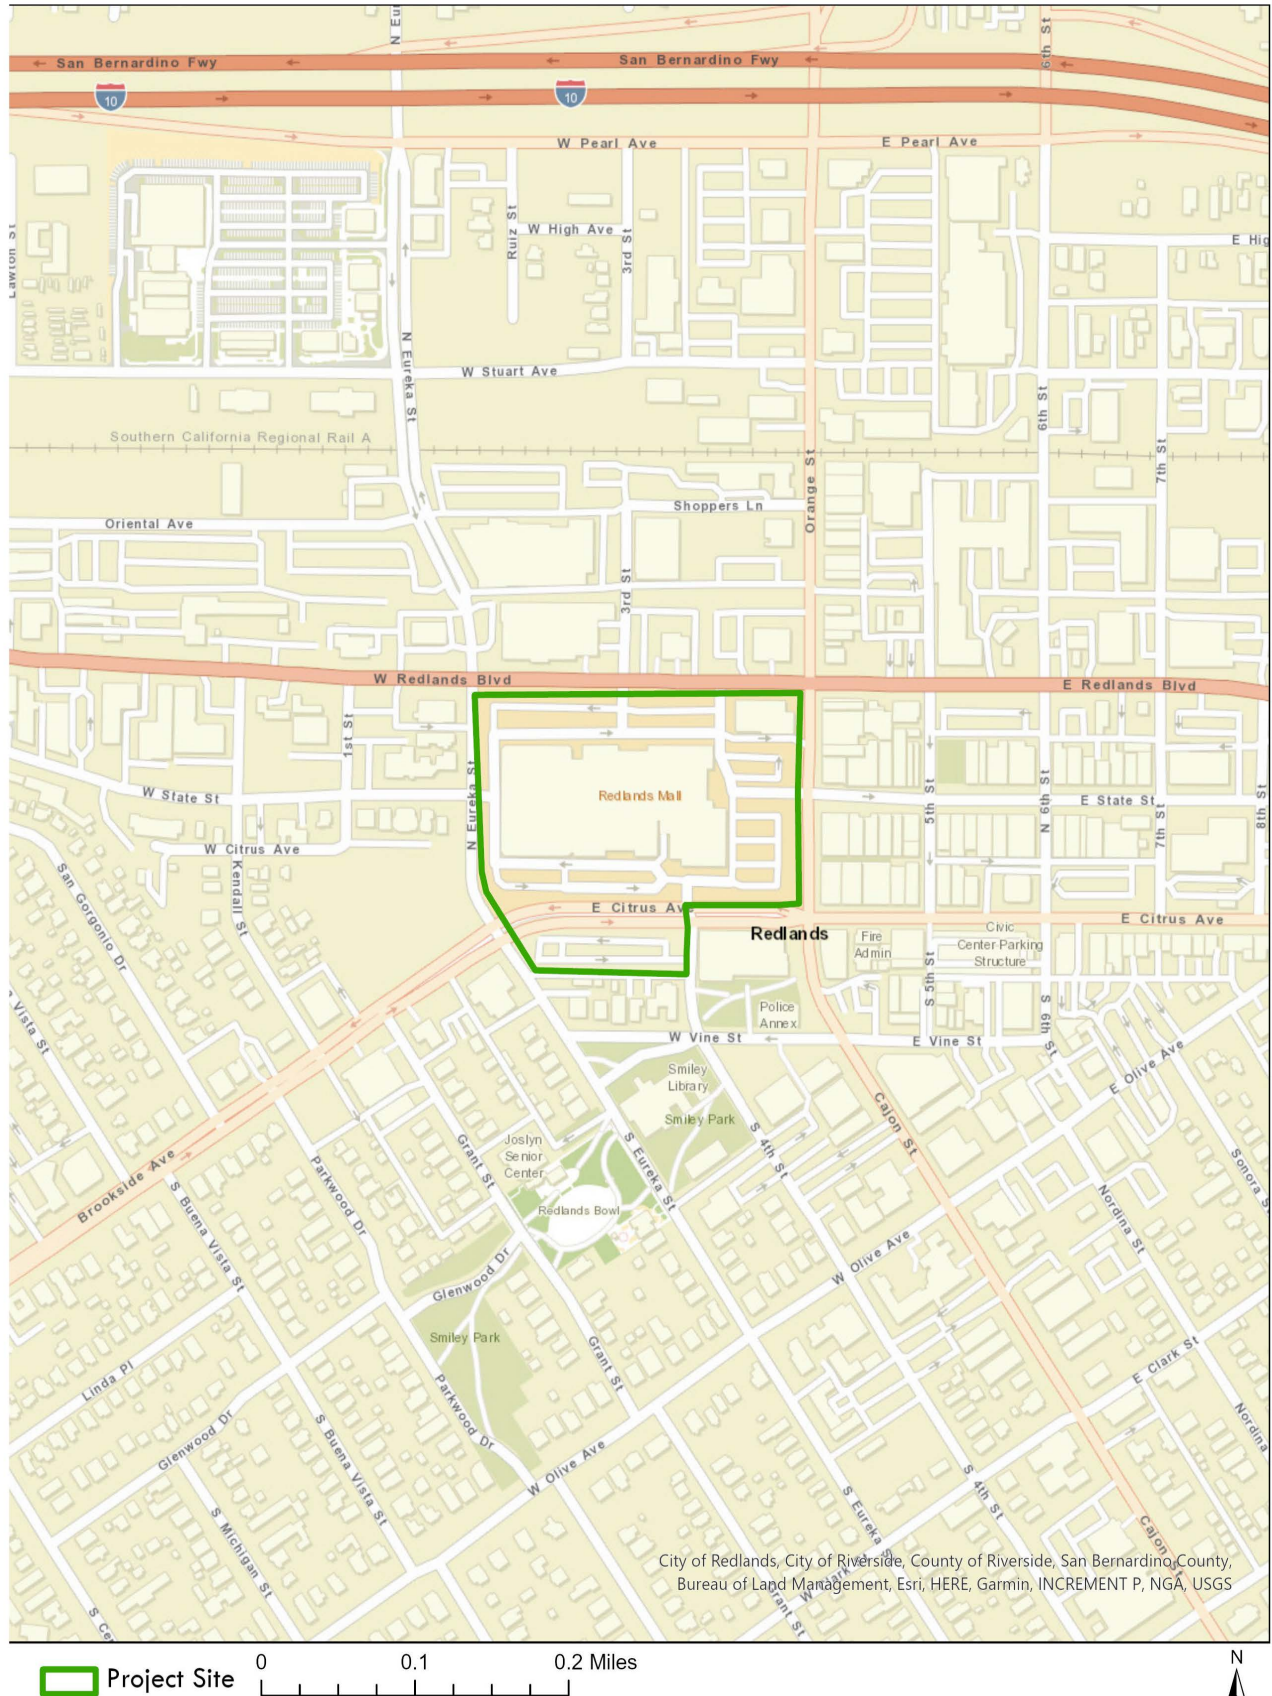 N Eu
6th St
San Bernardino Fwy
San Bernardino Fwy
10
10
W Pearl Ave
E Pearl Ave
Lawton St
Ruiz St
W High Ave
3rd St
E Hig
N Eureka St
W Stuart Ave
6th St
Southern California Regional Rail A
7th St
Orange St
Shoppers Ln
Oriental Ave
3rd St
W Redlands Blvd
E Redlands Blvd
1st St
N Eureka St
Redlands Mall
W State St
5th St
N 6th St
E State St
7th St
8th St
W Citrus Ave
Kendall St
San Gorgonio Dr
E Citrus Ave
E Citrus Ave
Redlands
Fire
Admin
Civic
Center Parking
Structure
S 5th St
Vista St
Police
Annex
S 6th St
W Vine St
E Vine St
Smiley
Library
E Olive Ave
Smiley Park
Cajon St
Joslyn
Senior
Center
Grant St
S Eureka St
S 4th St
Brookside Ave
Parkwood Dr
Sonora S
S Buena Vista St
Redlands Bowl
Nordina St
W Olive Ave
Glenwood Dr
Smiley Park
Linda Pl
Grant St
E Clark St
Parkwood Dr
Glenwood Dr
Nordina
S Buena Vista St
W Olive Ave
S 4th St
S Michigan St
S Eureka S
Cajon St
City of Redlands, City of Riverside, County of Riverside, San Bernardino County,
Bureau of Land Management, Esri, HERE, Garmin, INCREMENT P, NGA, USGS
W Clark S
Grant St
S Ce
Project Site
0 0.1 0.2 Miles
N